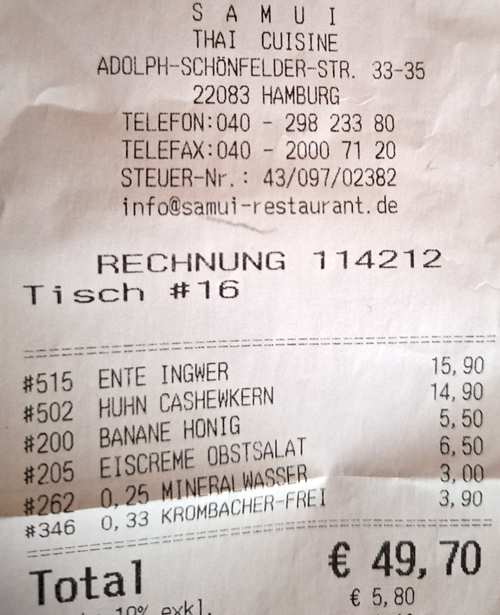 S A M U I
THAI CUISINE
ADOLPH-SCHÖNFELDER-STR. 33-35
22083 HAMBURG
TELEFON:040 - 298 233 80
TELEFAX:040 - 2000 71 20
STEUER-Nr.: 43/097/02382
info@samui-restaurant.de
RECHNUNG 114212
Tisch #16
#515 ENTE INGWER 15,90
#502 HUHN CASHEWKERN 14,90
#200 BANANE HONIG 5,50
#205 EISCREME OBSTSALAT 6,50
#262 0,25 MINERALWASSER 3,00
#346 0,33 KROMBACHER-FREI 3,90
Total € 49,70
10% exkl. € 5,80